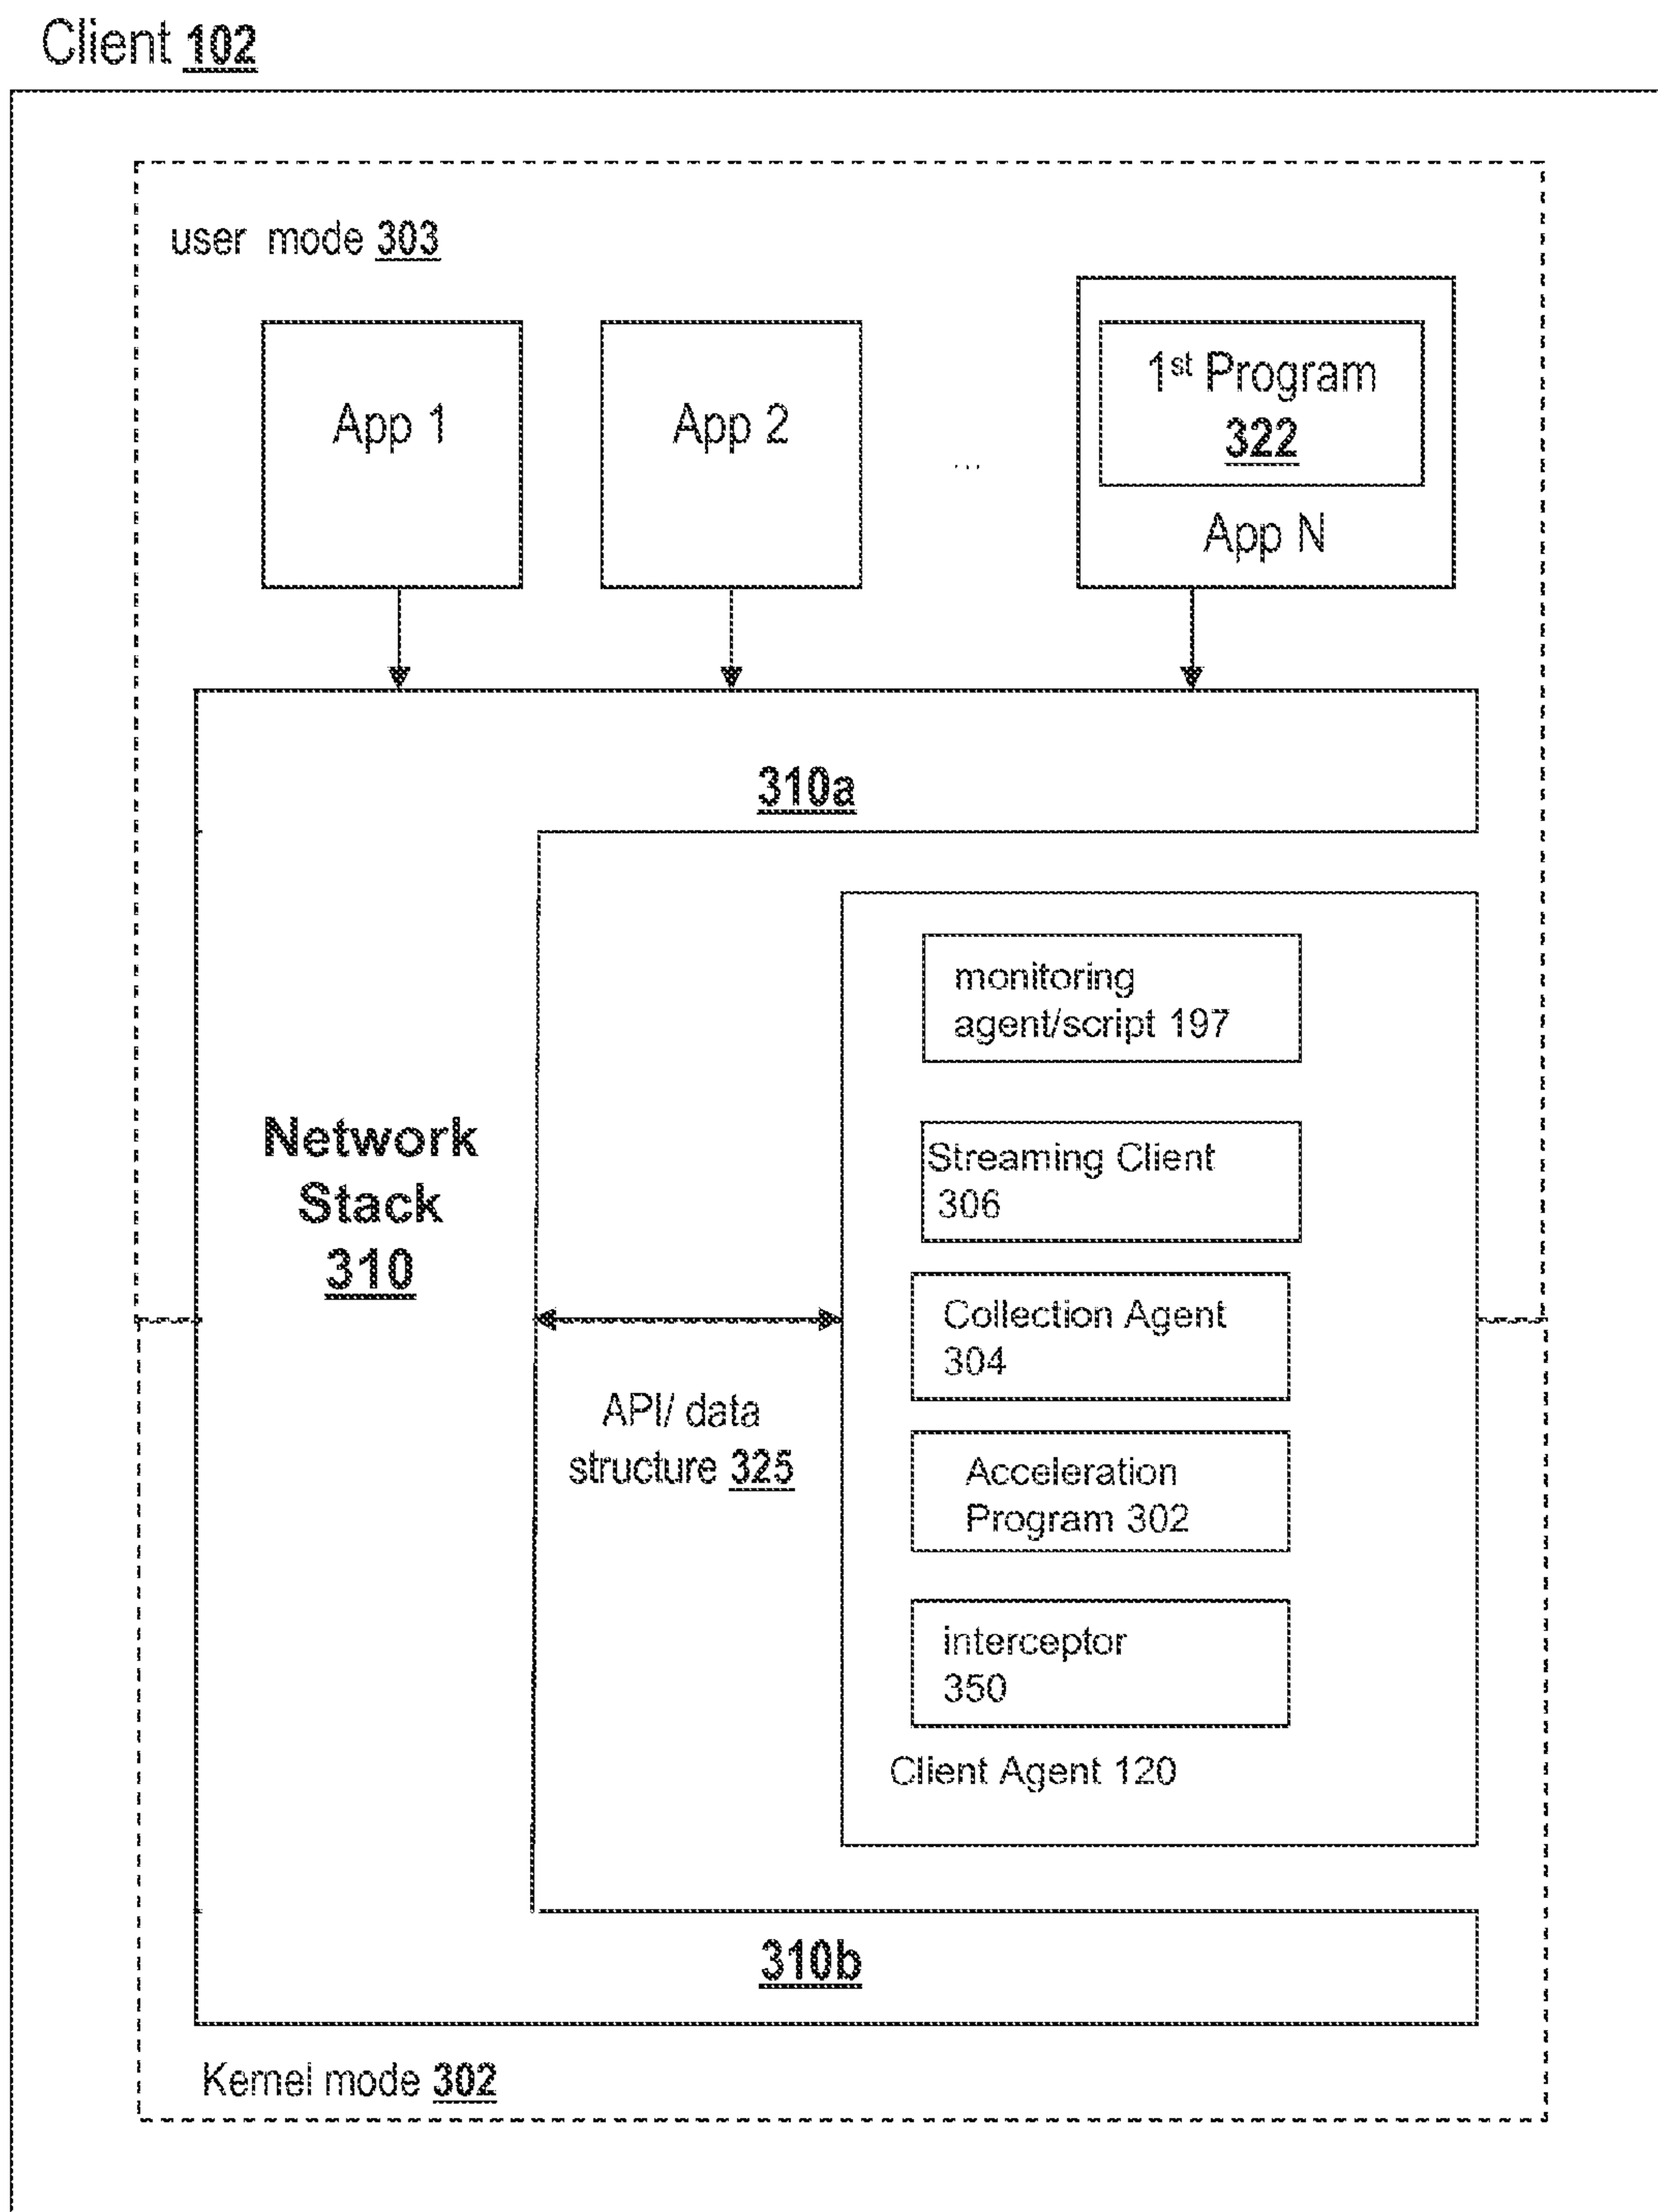 Client 102
user mode 303
App 1
App 2
...
1st Program
322
App N
310a
monitoring
agent/script 197
Streaming Client
306
Network
Stack
310
Collection Agent
304
API/ data
structure 325
Acceleration
Program 302
interceptor
350
Client Agent 120
310b
Kernel mode 302